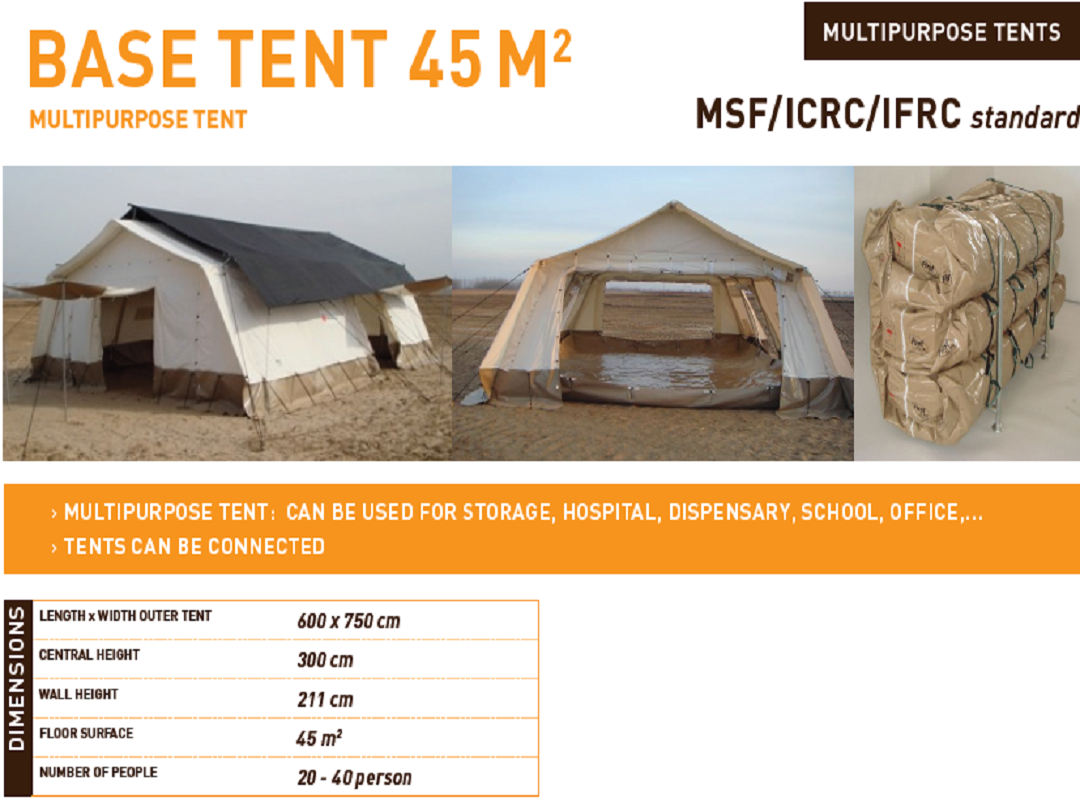 BASE TENT 45 M²
MULTIPURPOSE TENT
MULTIPURPOSE TENTS
MSF/ICRC/IFRC standard
› MULTIPURPOSE TENT: CAN BE USED FOR STORAGE, HOSPITAL, DISPENSARY, SCHOOL, OFFICE,...
› TENTS CAN BE CONNECTED
DIMENSIONS
LENGTH x WIDTH OUTER TENT 600 x 750 cm
CENTRAL HEIGHT 300 cm
WALL HEIGHT 211 cm
FLOOR SURFACE 45 m²
NUMBER OF PEOPLE 20 - 40 person